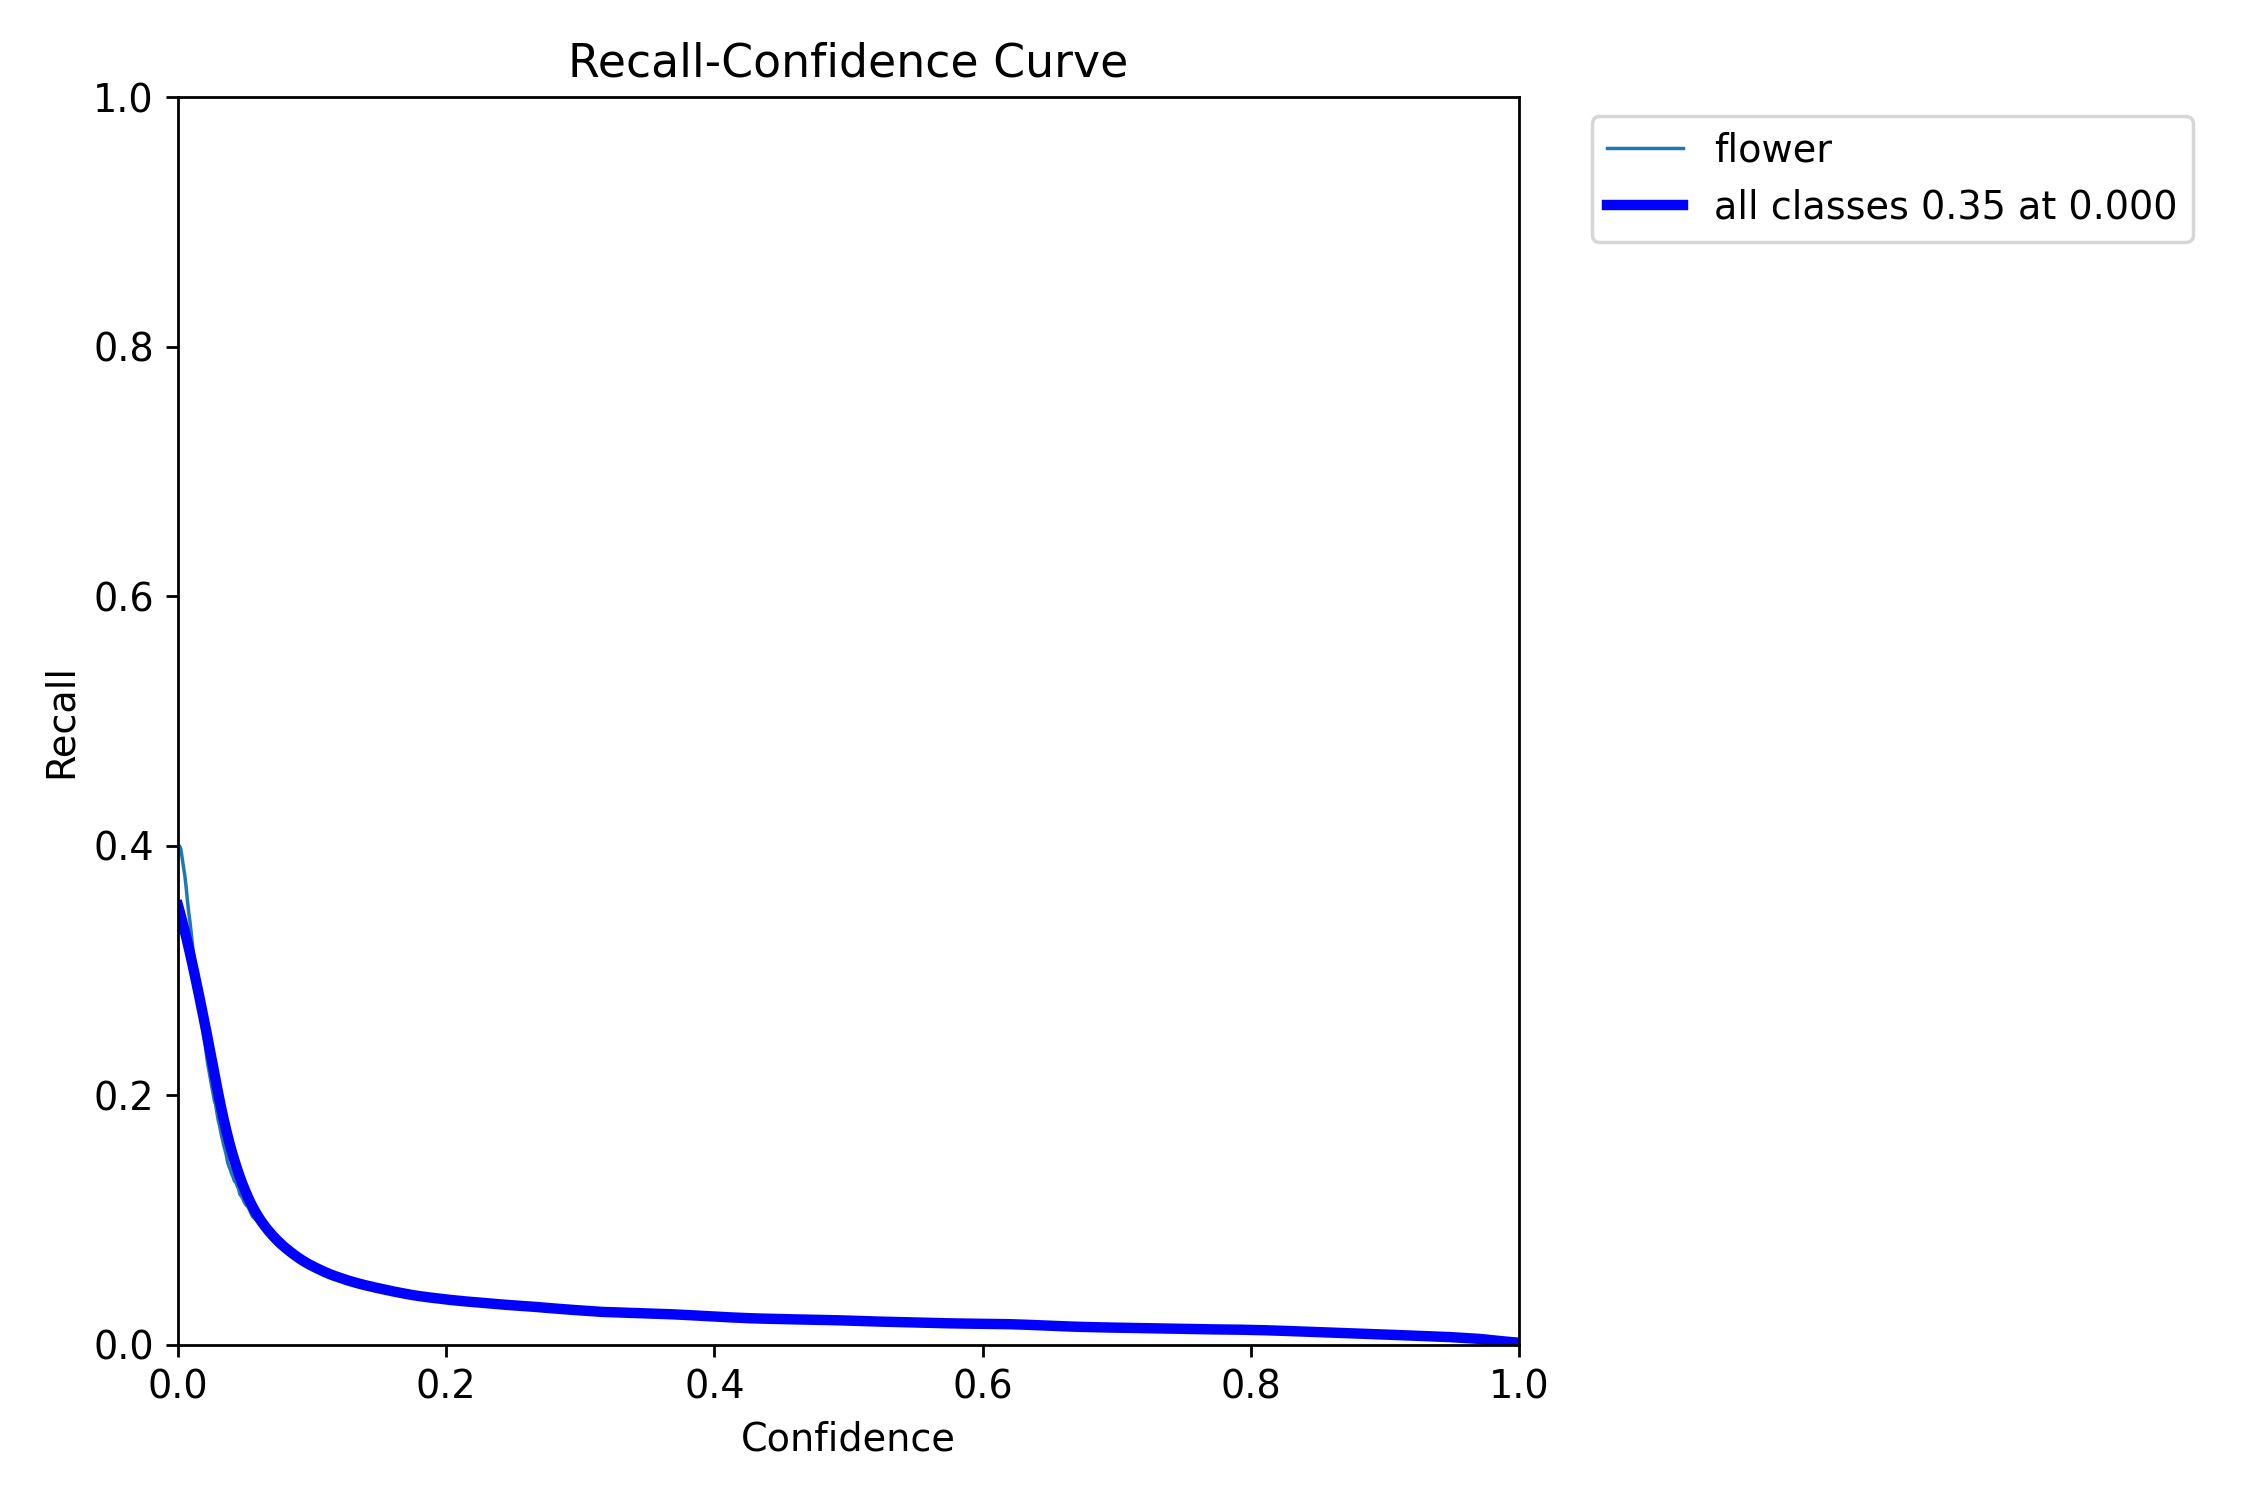 Recall-Confidence Curve
flower
all classes 0.35 at 0.000
1.0
0.8
0.6
0.4
0.2
0.0
Recall
0.0 0.2 0.4 0.6 0.8 1.0
Confidence